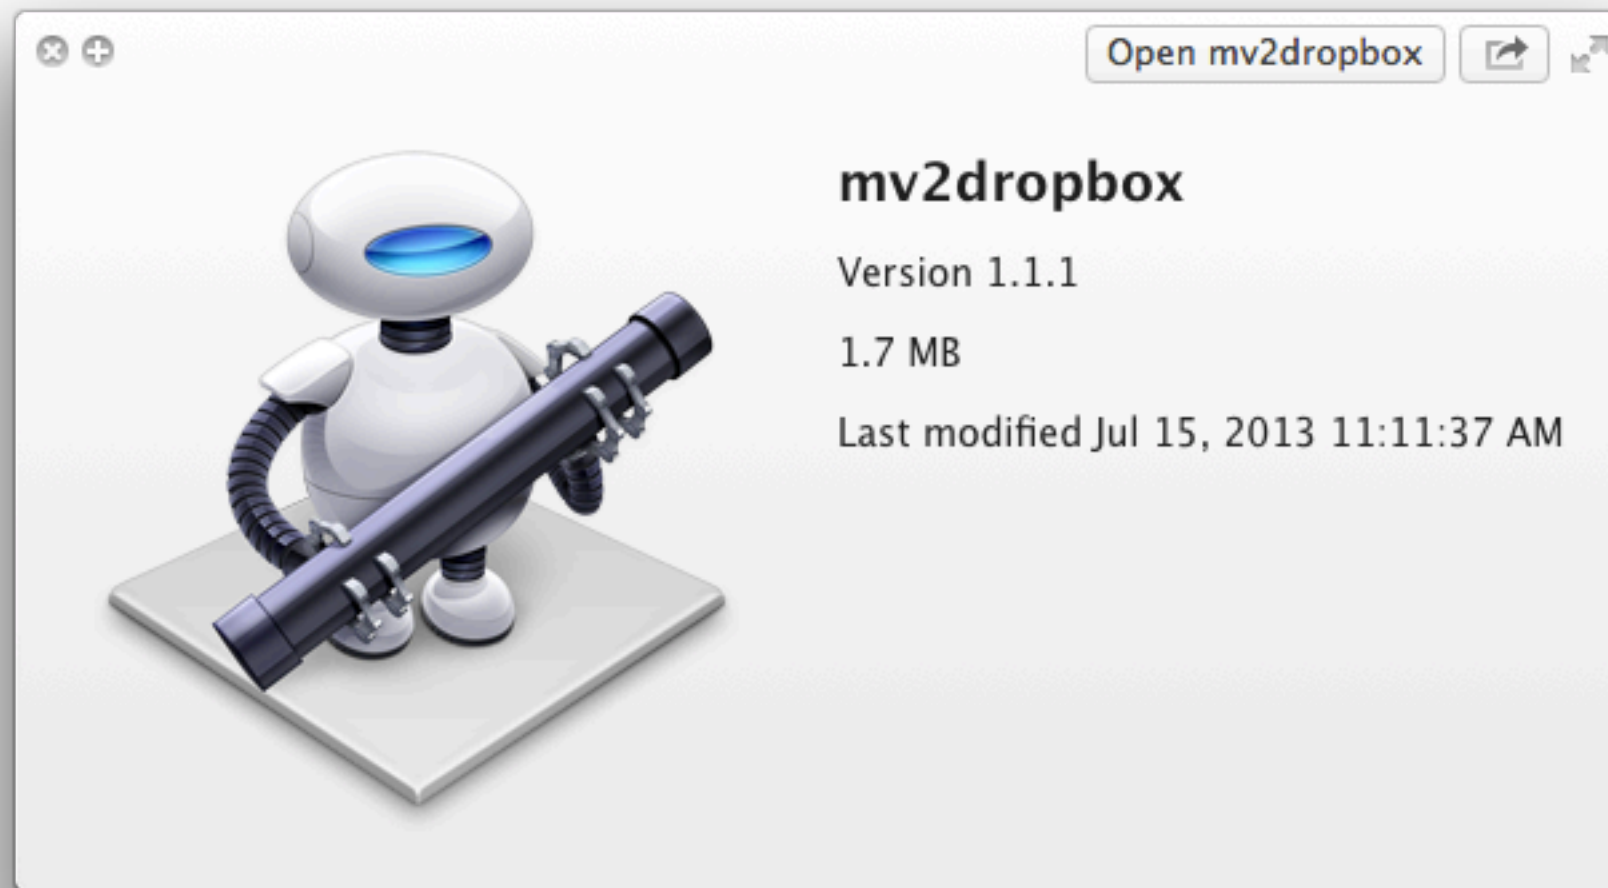 Open mv2dropbox
mv2dropbox
Version 1.1.1
1.7 MB
Last modified Jul 15, 2013 11:11:37 AM